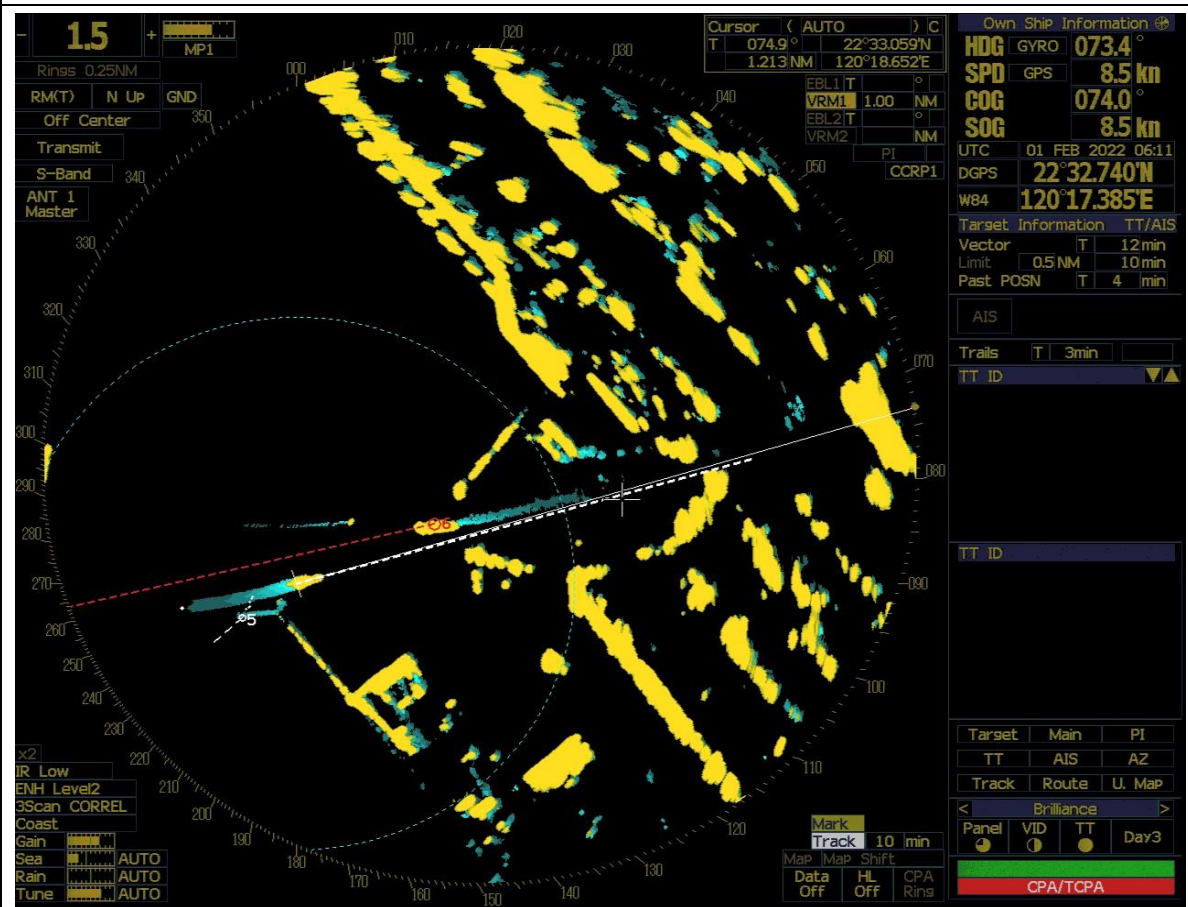 - 1.5 + MP1
Rings 0.25NM
RM(T) N Up GND
Off Center
Transmit
S-Band
ANT 1
Master
Cursor ( AUTO ) C
T 074.9° 22°33.059'N
1.213 NM 120°18.652'E
EBL1 T °
VRM1 1.00 NM
EBL2 T °
VRM2 NM
PI
CCRP1
000
010
020
030
040
050
060
070
080
090
100
110
120
130
140
150
160
170
180
190
200
210
220
230
240
250
260
270
280
290
300
310
320
330
340
350
6
5
x2
IR Low
ENH Level2
3Scan CORREL
Coast
Gain
Sea AUTO
Rain AUTO
Tune AUTO
Mark
Track 10 min
Map Map Shift
Data Off HL Off CPA Ring
Own Ship Information
HDG GYRO 073.4°
SPD GPS 8.5 kn
COG 074.0°
SOG 8.5 kn
UTC 01 FEB 2022 06:11
DGPS 22°32.740'N
W84 120°17.385'E
Target Information TT/AIS
Vector T 12 min
Limit 0.5 NM 10 min
Past POSN T 4 min
AIS
Trails T 3min
TT ID
TT ID
Target Main PI
TT AIS AZ
Track Route U. Map
< Brilliance >
Panel VID TT Day3
CPA/TCPA